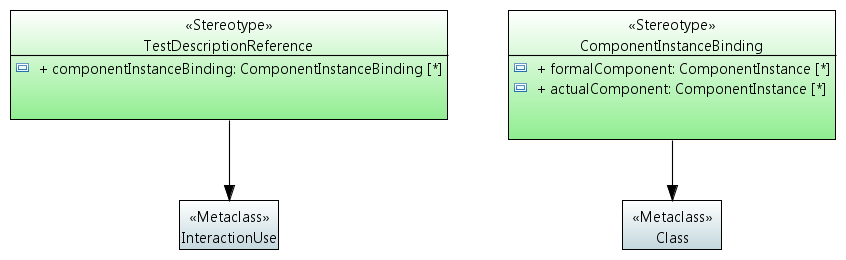 «Stereotype»
TestDescriptionReference
+ componentInstanceBinding: ComponentInstanceBinding [*]
«Stereotype»
ComponentInstanceBinding
+ formalComponent: ComponentInstance [*]
+ actualComponent: ComponentInstance [*]
«Metaclass»
InteractionUse
«Metaclass»
Class